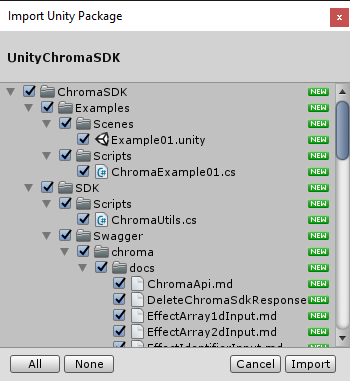 Import Unity Package
UnityChromaSDK
ChromaSDK NEW
Examples NEW
Scenes NEW
Example01.unity NEW
Scripts NEW
ChromaExample01.cs NEW
SDK NEW
Scripts NEW
ChromaUtils.cs NEW
Swagger NEW
chroma NEW
docs NEW
ChromaApi.md NEW
DeleteChromaSdkResponse NEW
EffectArray1dInput.md NEW
EffectArray2dInput.md NEW
EffectIdentifierInput.md NEW
All None Cancel Import